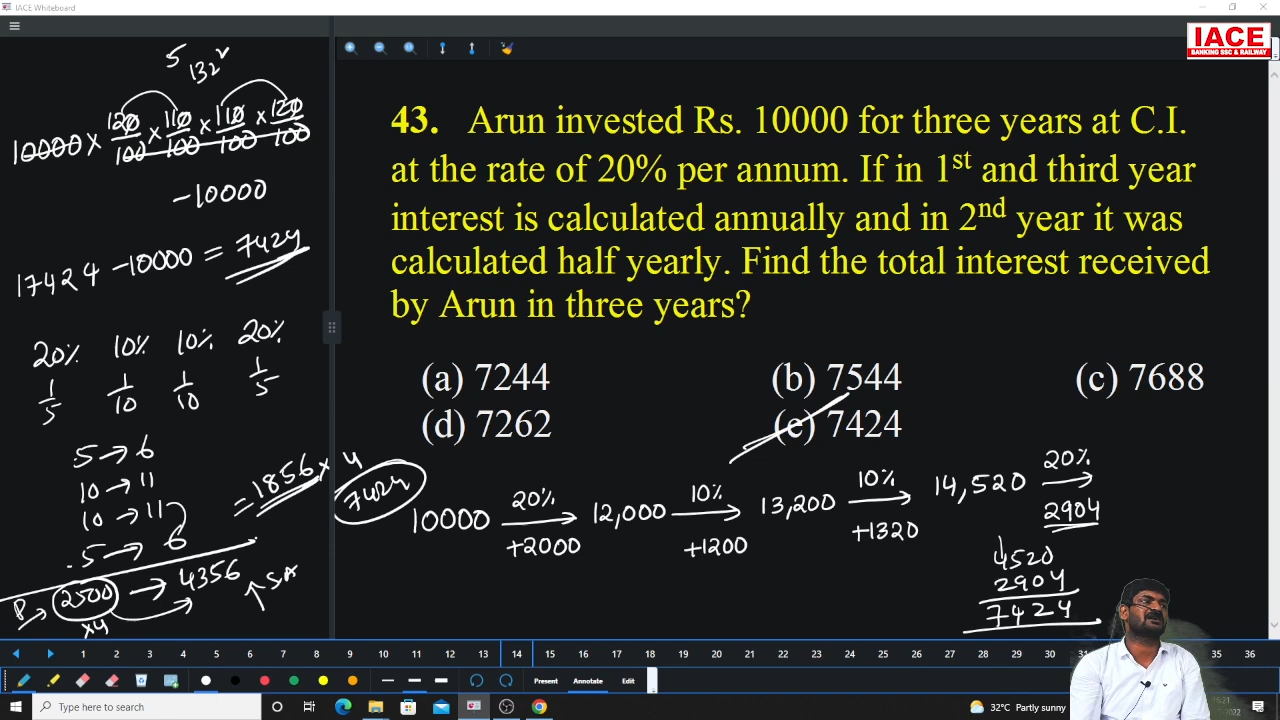 IACE Whiteboard
IACE
BANKING SSC & RAILWAY
43. Arun invested Rs. 10000 for three years at C.I.
at the rate of 20% per annum. If in 1st and third year
interest is calculated annually and in 2nd year it was
calculated half yearly. Find the total interest received
by Arun in three years?
(a) 7244 (b) 7544 (c) 7688
(d) 7262 (e) 7424
5 132²
10000 × 120/100 × 110/100 × 110/100 × 120/100
-10000
17424 -10000 = 7424
20% 10% 10% 20%
1/5 1/10 1/10 1/5
5 → 6
10 → 11
10 → 11
5 → 6
= 1856 × 4
7424
P → 2500 → 4356
×4
10000 20% → 12,000 10% → 13,200 10% → 14,520 20% →
+2000 +1200 +1320 2904
4520
2904
7424
1 2 3 4 5 6 7 8 9 10 11 12 13 14 15 16 17 18 19 20 21 22 23 24 25 26 27 28 29 30 31 35 36
Present Annotate Edit
Type here to search
32°C Partly sunny